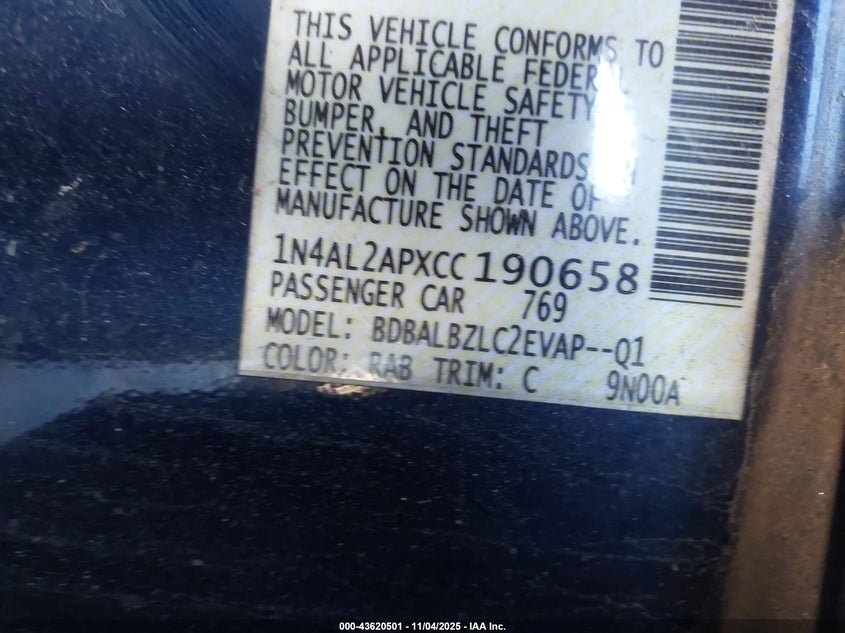 THIS VEHICLE CONFORMS TO
ALL APPLICABLE FEDERAL
MOTOR VEHICLE SAFETY
BUMPER, AND THEFT
PREVENTION STANDARDS
EFFECT ON THE DATE OF
MANUFACTURE SHOWN ABOVE.
1N4AL2APXCC190658
PASSENGER CAR 769
MODEL: BDBALBZLC2EVAP--Q1
COLOR: RAB TRIM: C 9N00A
000-43620501 - 11/04/2025 - IAA Inc.